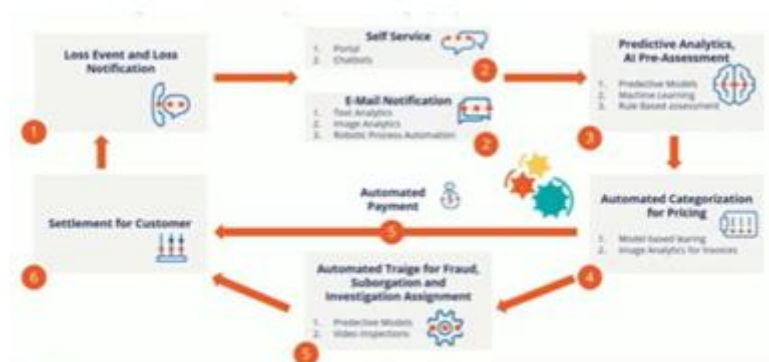 Loss Event and Loss
Notification
1
Self Service
1. Portal
2. Chatbots
2
E-Mail Notification
1. Text Analytics
2. Image Analytics
3. Robotic Process Automation
2
Predictive Analytics,
AI Pre-Assessment
1. Predective Models
2. Machine Learning
3. Rule Based assessment
3
Automated Categorization
for Pricing
1. Model-based learing
2. Image Analytics for Invoices
4
Automated
Payment
5
Automated Traige for Fraud,
Suborgation and
Investigation Assignment
1. Predective Models
2. Video Inspections
5
Settlement for Customer
6